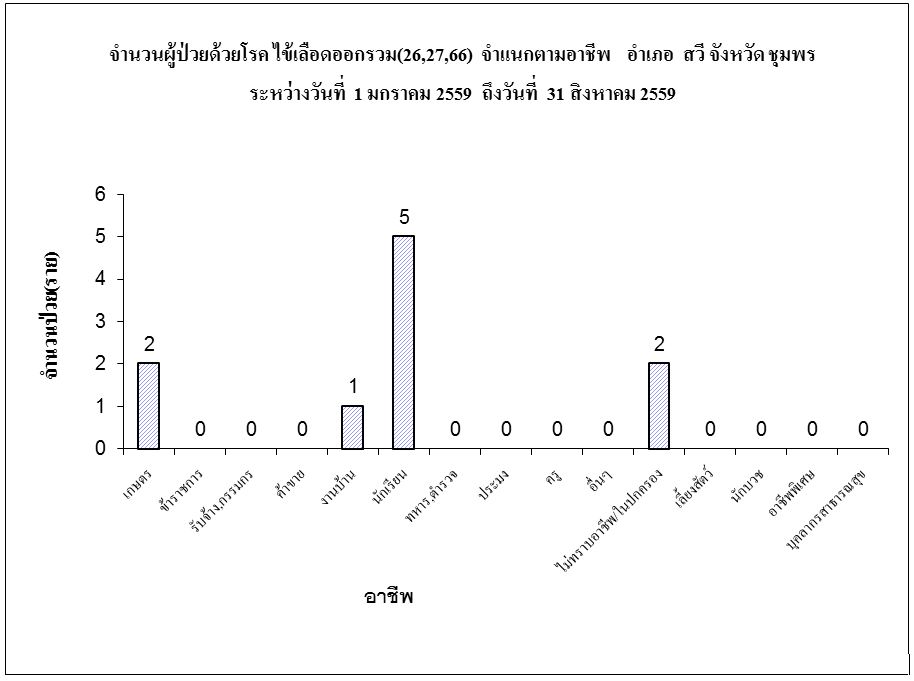 จำนวนผู้ป่วยด้วยโรค ไข้เลือดออกรวม(26,27,66) จำแนกตามอาชีพ อำเภอ สวี จังหวัด ชุมพร
ระหว่างวันที่ 1 มกราคม 2559 ถึงวันที่ 31 สิงหาคม 2559
จำนวนป่วย(ราย)
6
5
4
3
2
1
0
2
0
0
0
1
5
0
0
0
0
2
0
0
0
0
เกษตร
ข้าราชการ
รับจ้าง,กรรมกร
ค้าขาย
งานบ้าน
นักเรียน
ทหาร,ตำรวจ
ประมง
ครู
อื่นๆ
ไม่ทราบอาชีพ/ในปกครอง
เลี้ยงสัตว์
นักบวช
อาชีพพิเศษ
บุคลากรสาธารณสุข
อาชีพ